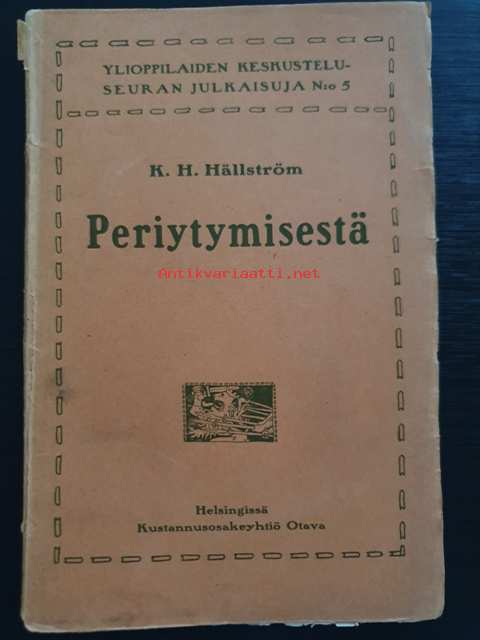 YLIOPPILAIDEN KESKUSTELU-
SEURAN JULKAISUJA N:o 5
K. H. Hällström
Periytymisestä
Antikvariaatti.net
Helsingissä
Kustannusosakeyhtiö Otava